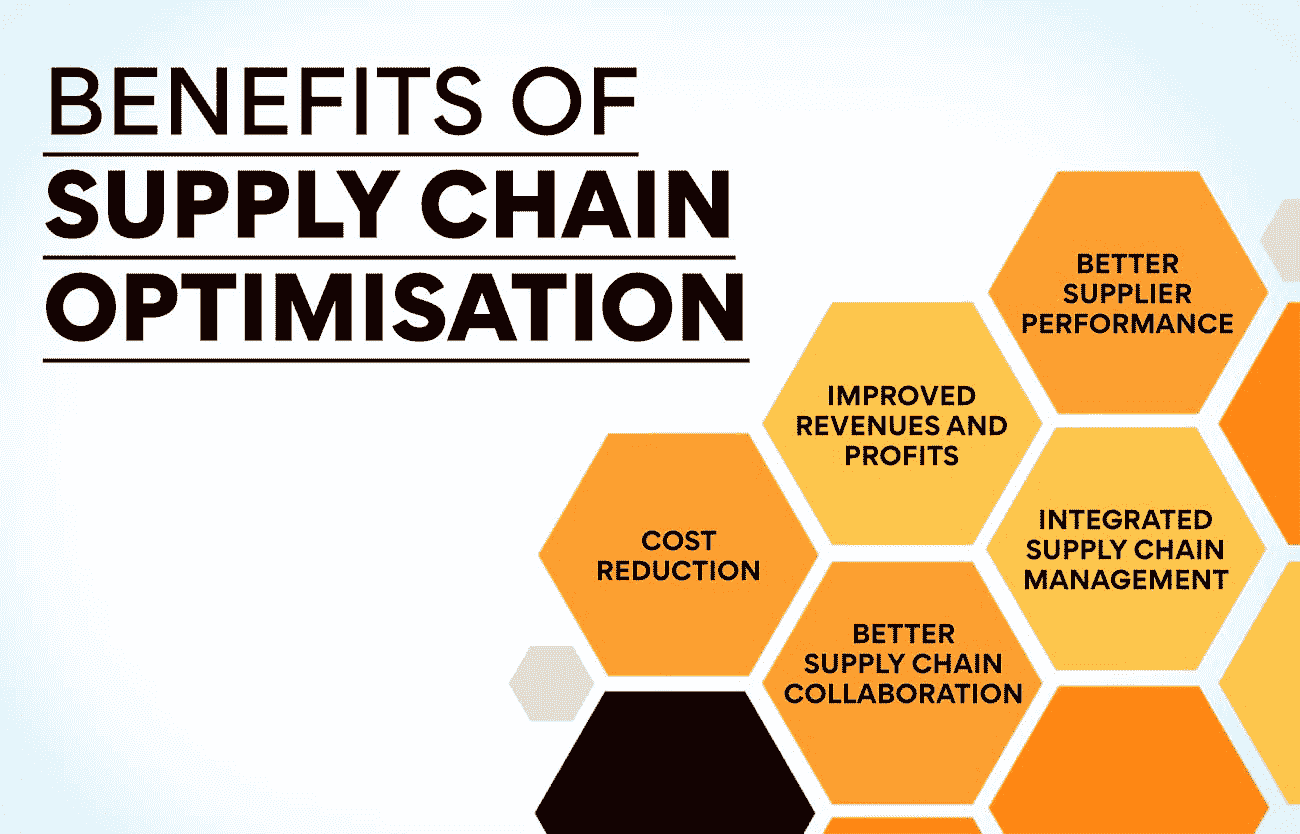 BENEFITS OF
SUPPLY CHAIN
OPTIMISATION
BETTER
SUPPLIER
PERFORMANCE
IMPROVED
REVENUES AND
PROFITS
INTEGRATED
SUPPLY CHAIN
MANAGEMENT
COST
REDUCTION
BETTER
SUPPLY CHAIN
COLLABORATION